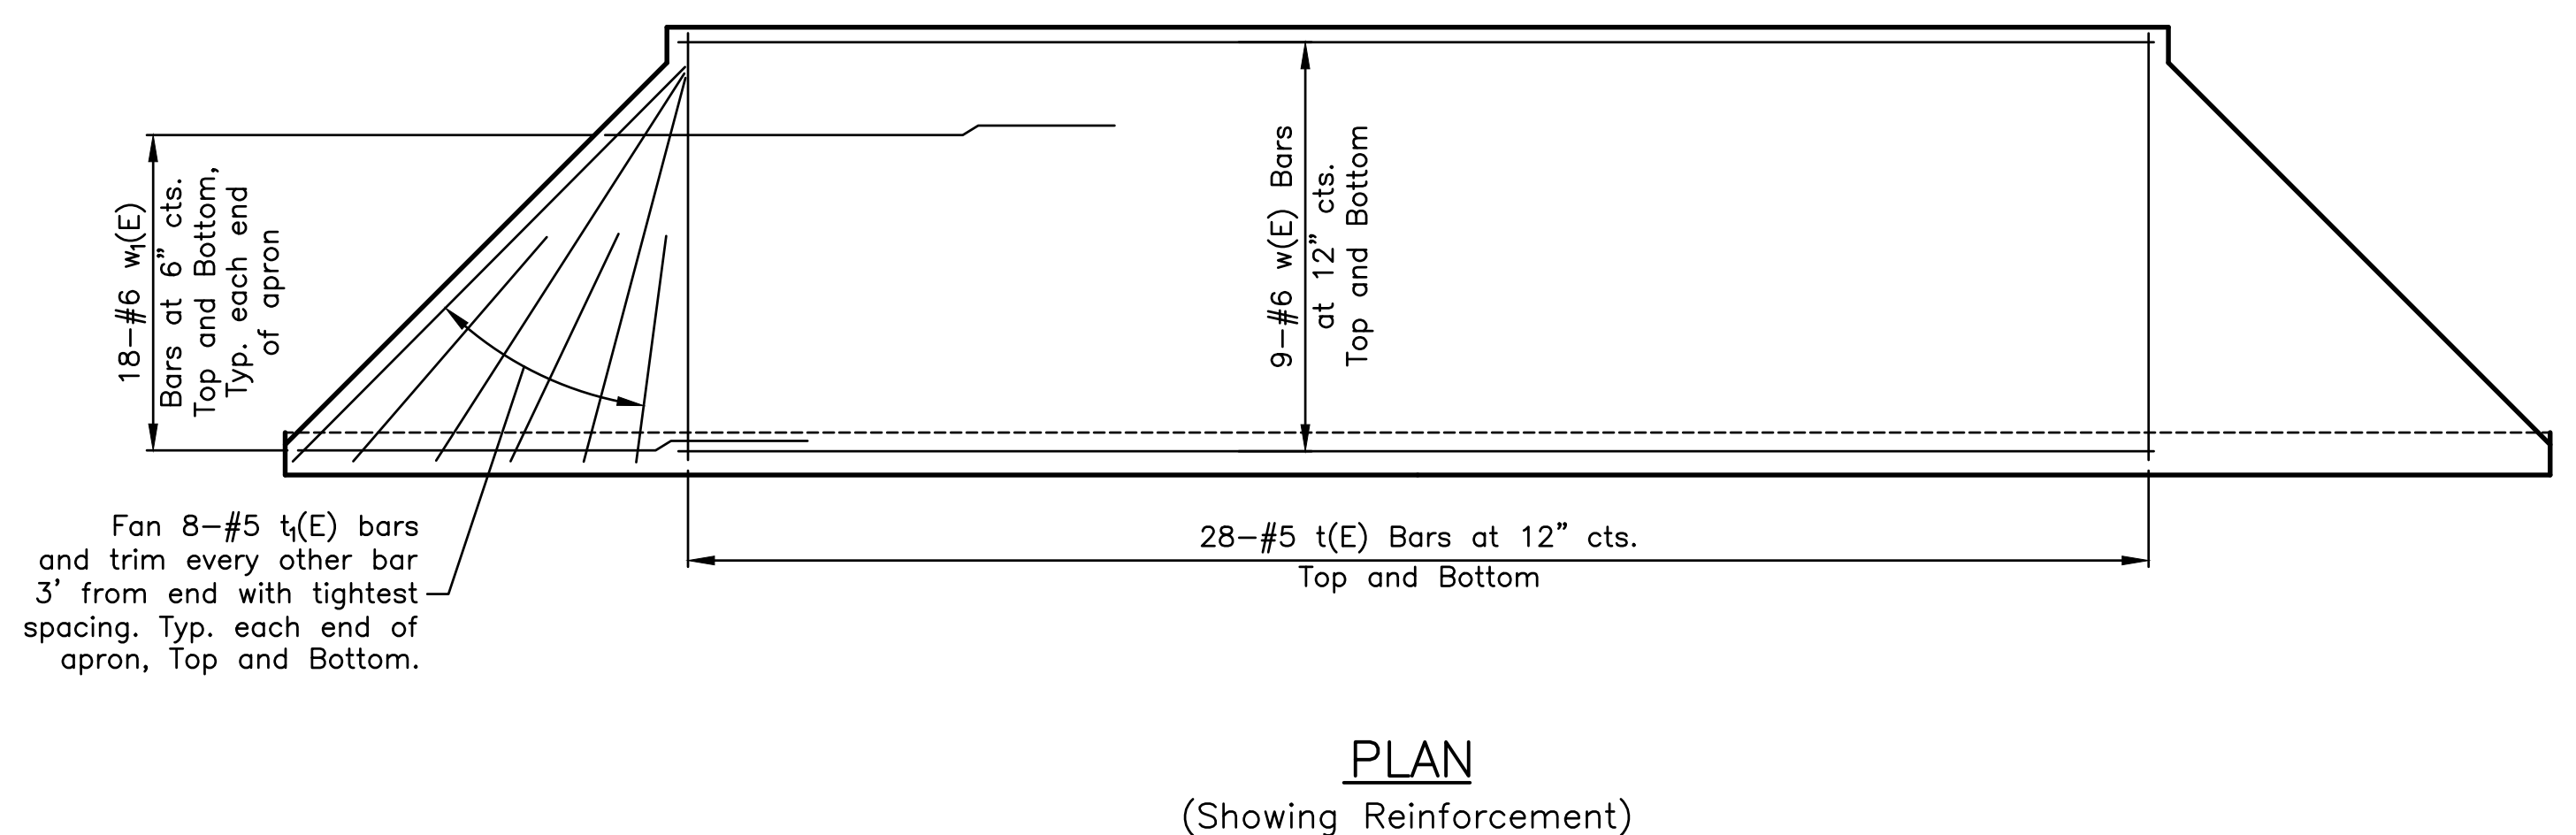 18-#6 w₁(E)
Bars at 6" cts.
Top and Bottom,
Typ. each end
of apron
9-#6 w(E) Bars
at 12" cts.
Top and Bottom
Fan 8-#5 t₁(E) bars
and trim every other bar
3' from end with tightest
spacing. Typ. each end of
apron, Top and Bottom.
28-#5 t(E) Bars at 12" cts.
Top and Bottom
PLAN
(Showing Reinforcement)